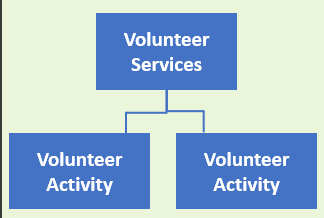 Volunteer
Services
Volunteer
Activity
Volunteer
Activity